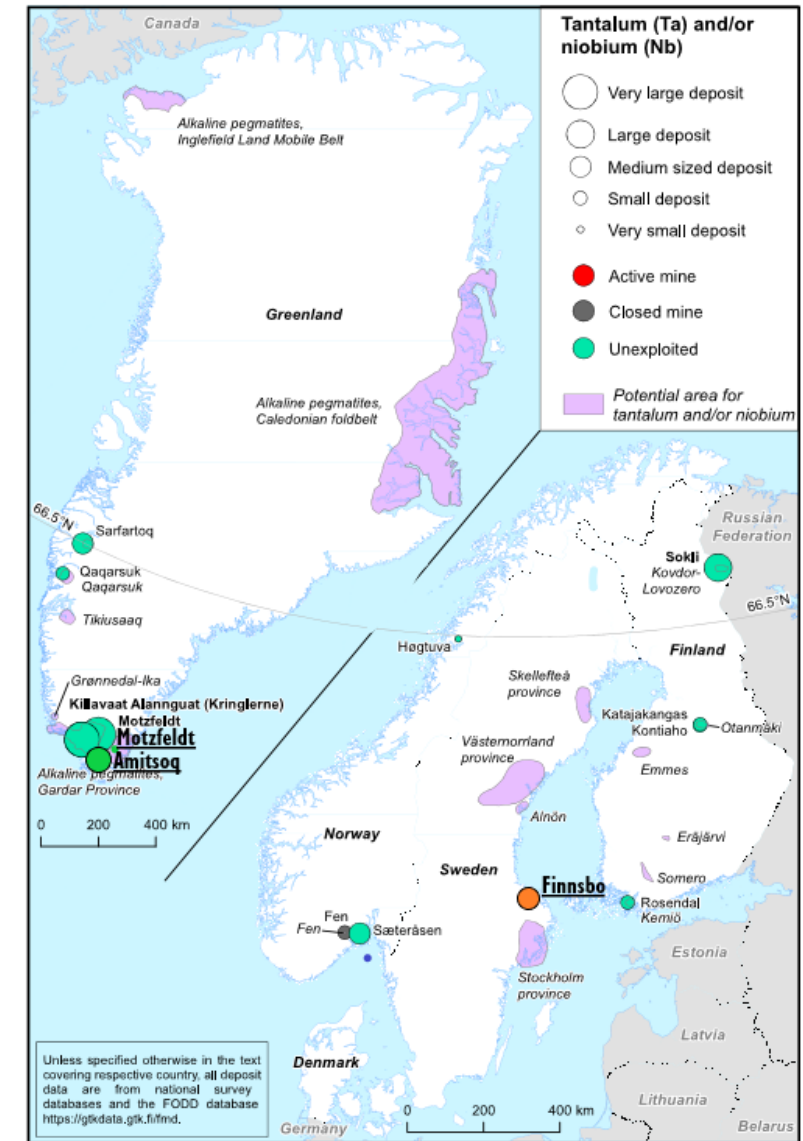 Canada
Alkaline pegmatites,
Inglefield Land Mobile Belt
Greenland
Alkaline pegmatites,
Caledonian foldbelt
66.5°N
Sarfartoq
Qaqarsuk
Qaqarsuk
Tikiusaaq
Grønnedal-Ika
Killavaat Alannguat (Kringlerne)
Motzfeldt
Motzfeldt
Amitsoq
Alkaline pegmatites,
Gardar Province
0 200 400 km
Tantalum (Ta) and/or
niobium (Nb)
Very large deposit
Large deposit
Medium sized deposit
Small deposit
Very small deposit
Active mine
Closed mine
Unexploited
Potential area for
tantalum and/or niobium
Russian
Federation
Sokli
Kovdor-
Lovozero
66.5°N
Høgtuva
Finland
Skellefteå
province
Katajakangas
Kontiaho
Otanmäki
Västernorrland
province
Emmes
Alnön
Norway
Eräjärvi
Sweden
Somero
Finnsbo
Rosendal
Kemiö
Fen
Fen
Sæteråsen
Estonia
Stockholm
province
Latvia
Denmark
Lithuania
Germany
Belarus
0 200 400 km
Unless specified otherwise in the text
covering respective country, all deposit
data are from national survey
databases and the FODD database
https://gtkdata.gtk.fi/fmd.